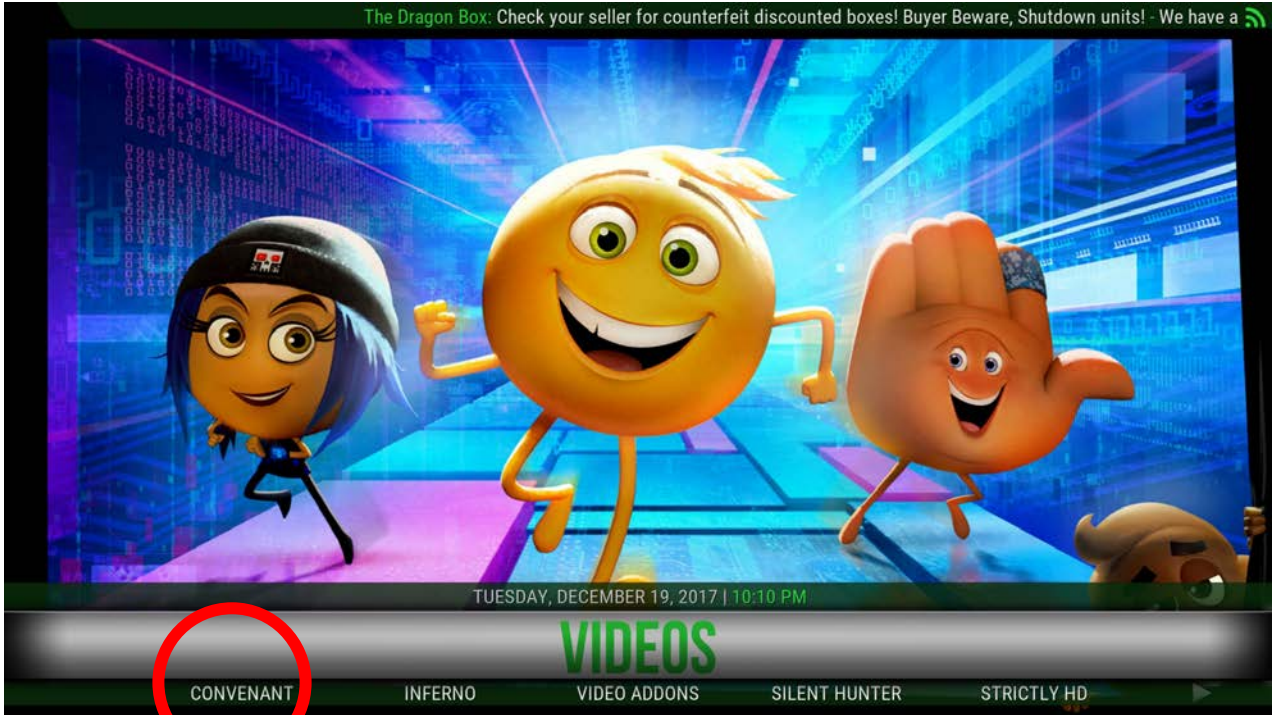 The Dragon Box: Check your seller for counterfeit discounted boxes! Buyer Beware, Shutdown units! - We have a
TUESDAY, DECEMBER 19, 2017 | 10:10 PM
VIDEOS
CONVENANT INFERNO VIDEO ADDONS SILENT HUNTER STRICTLY HD